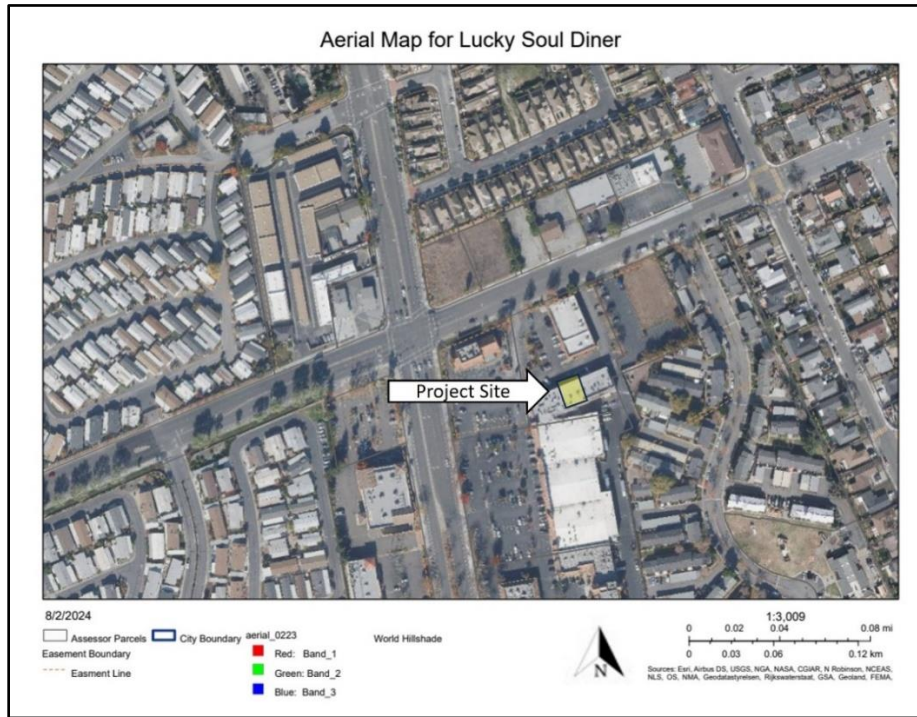 Aerial Map for Lucky Soul Diner
Project Site
8/2/2024
Assessor Parcels
City Boundary
Easement Boundary
Easment Line
aerial_0223
Red: Band_1
Green: Band_2
Blue: Band_3
World Hillshade
N
1:3,009
0 0.02 0.04 0.08 mi
0 0.03 0.06 0.12 km
Sources: Esri, Airbus DS, USGS, NGA, NASA, CGIAR, N Robinson, NCEAS,
NLS, OS, NMA, Geodatastyrelsen, Rijkswaterstaat, GSA, Geoland, FEMA,